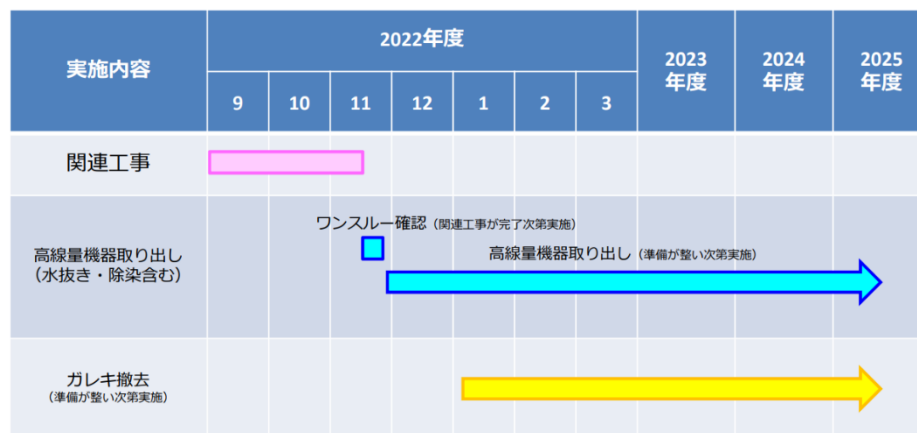 実施内容
2022年度
2023
年度
2024
年度
2025
年度
9
10
11
12
1
2
3
関連工事
高線量機器取り出し
(水抜き・除染含む)
ワンスルー確認(関連工事が完了次第実施)
高線量機器取り出し(準備が整い次第実施)
ガレキ撤去
(準備が整い次第実施)